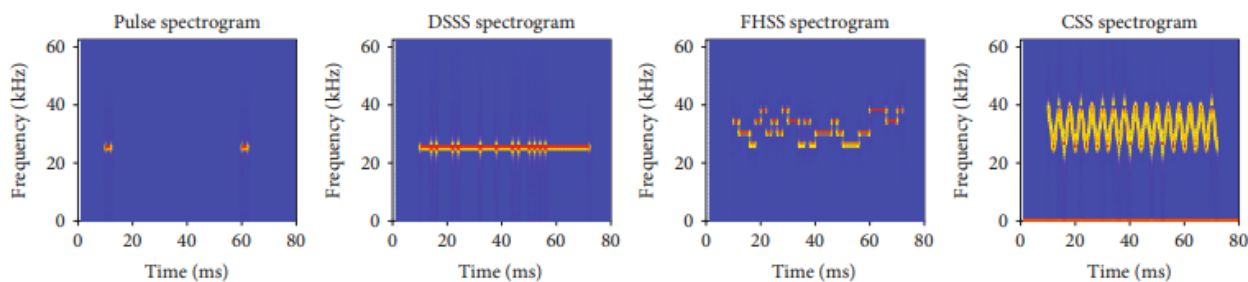 Pulse spectrogram
60
40
20
0
Frequency (kHz)
0 20 40 60 80
Time (ms)
DSSS spectrogram
60
40
20
0
Frequency (kHz)
0 20 40 60 80
Time (ms)
FHSS spectrogram
60
40
20
0
Frequency (kHz)
0 20 40 60 80
Time (ms)
CSS spectrogram
60
40
20
0
Frequency (kHz)
0 20 40 60 80
Time (ms)